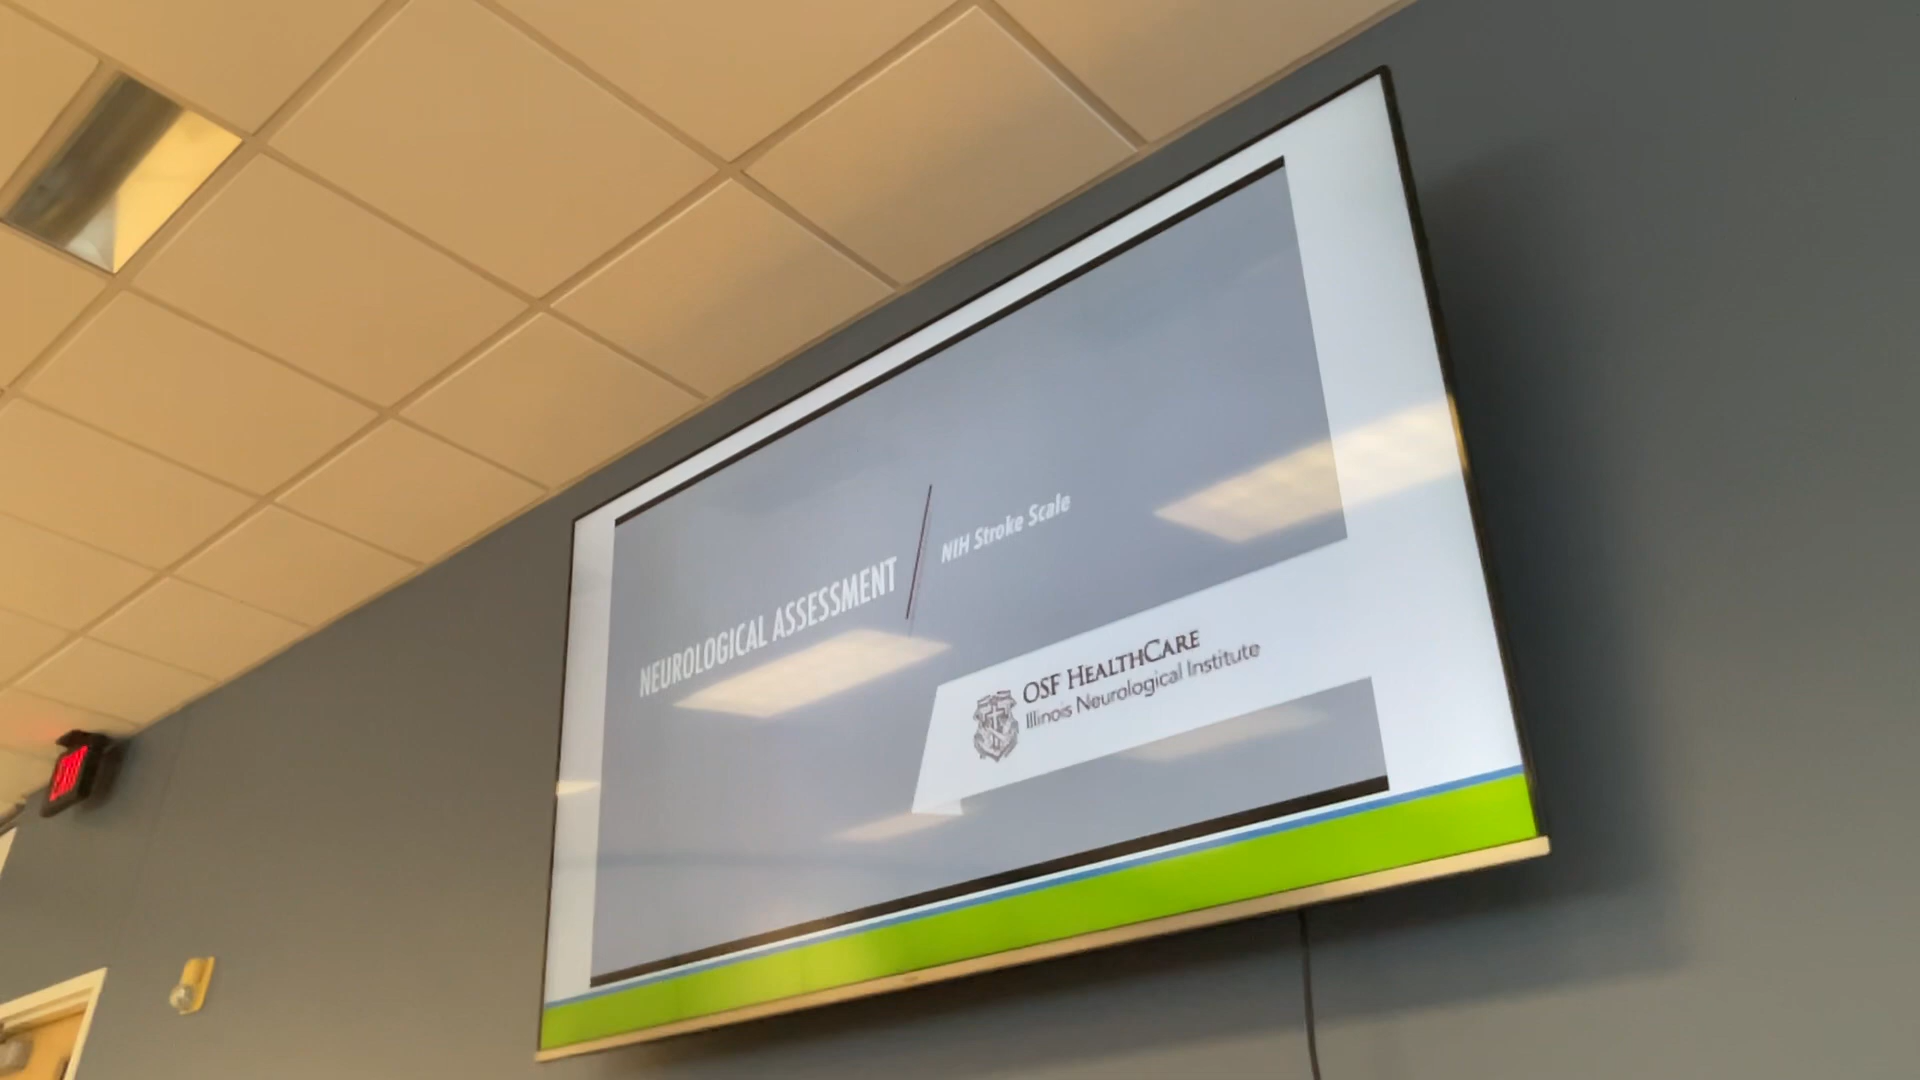 NEUROLOGICAL ASSESSMENT
NIH Stroke Scale
OSF HEALTHCARE
Illinois Neurological Institute
EXIT